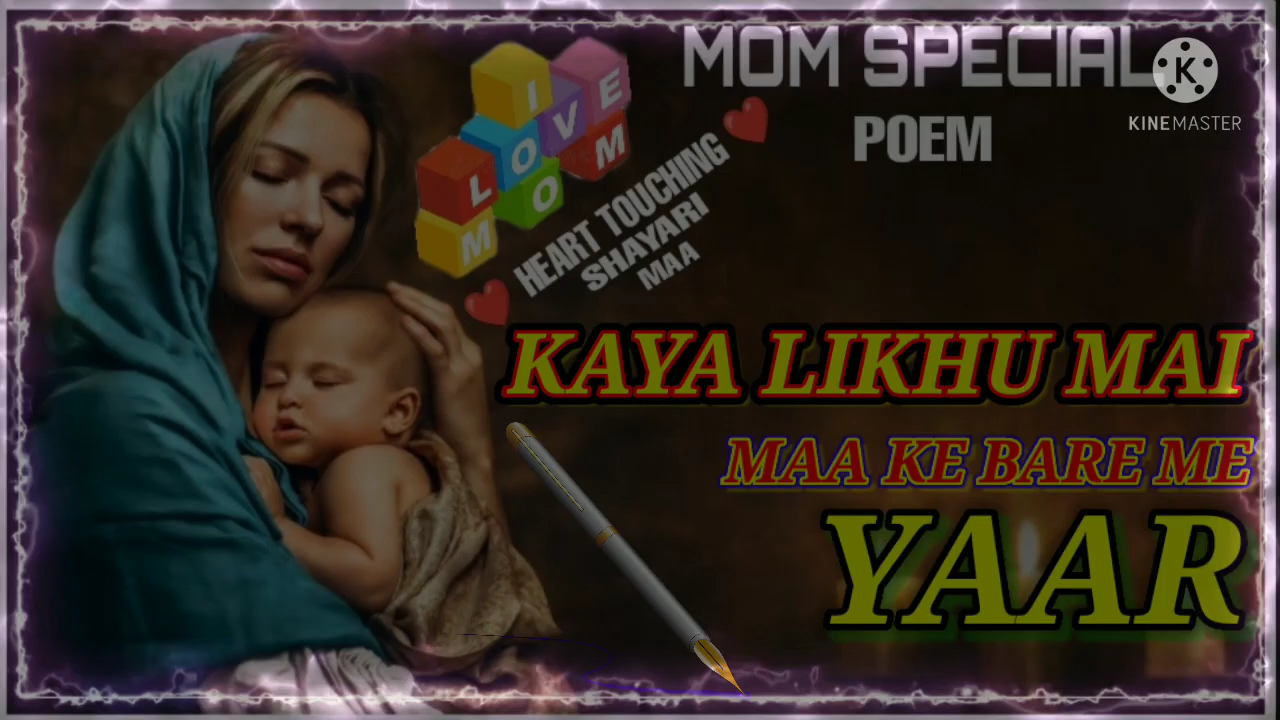 MOM SPECIAL
K
KINEMASTER
POEM
I LOVE
MOM
HEART TOUCHING
SHAYARI
MAA
KAYA LIKHU MAI
MAA KE BARE ME
YAAR